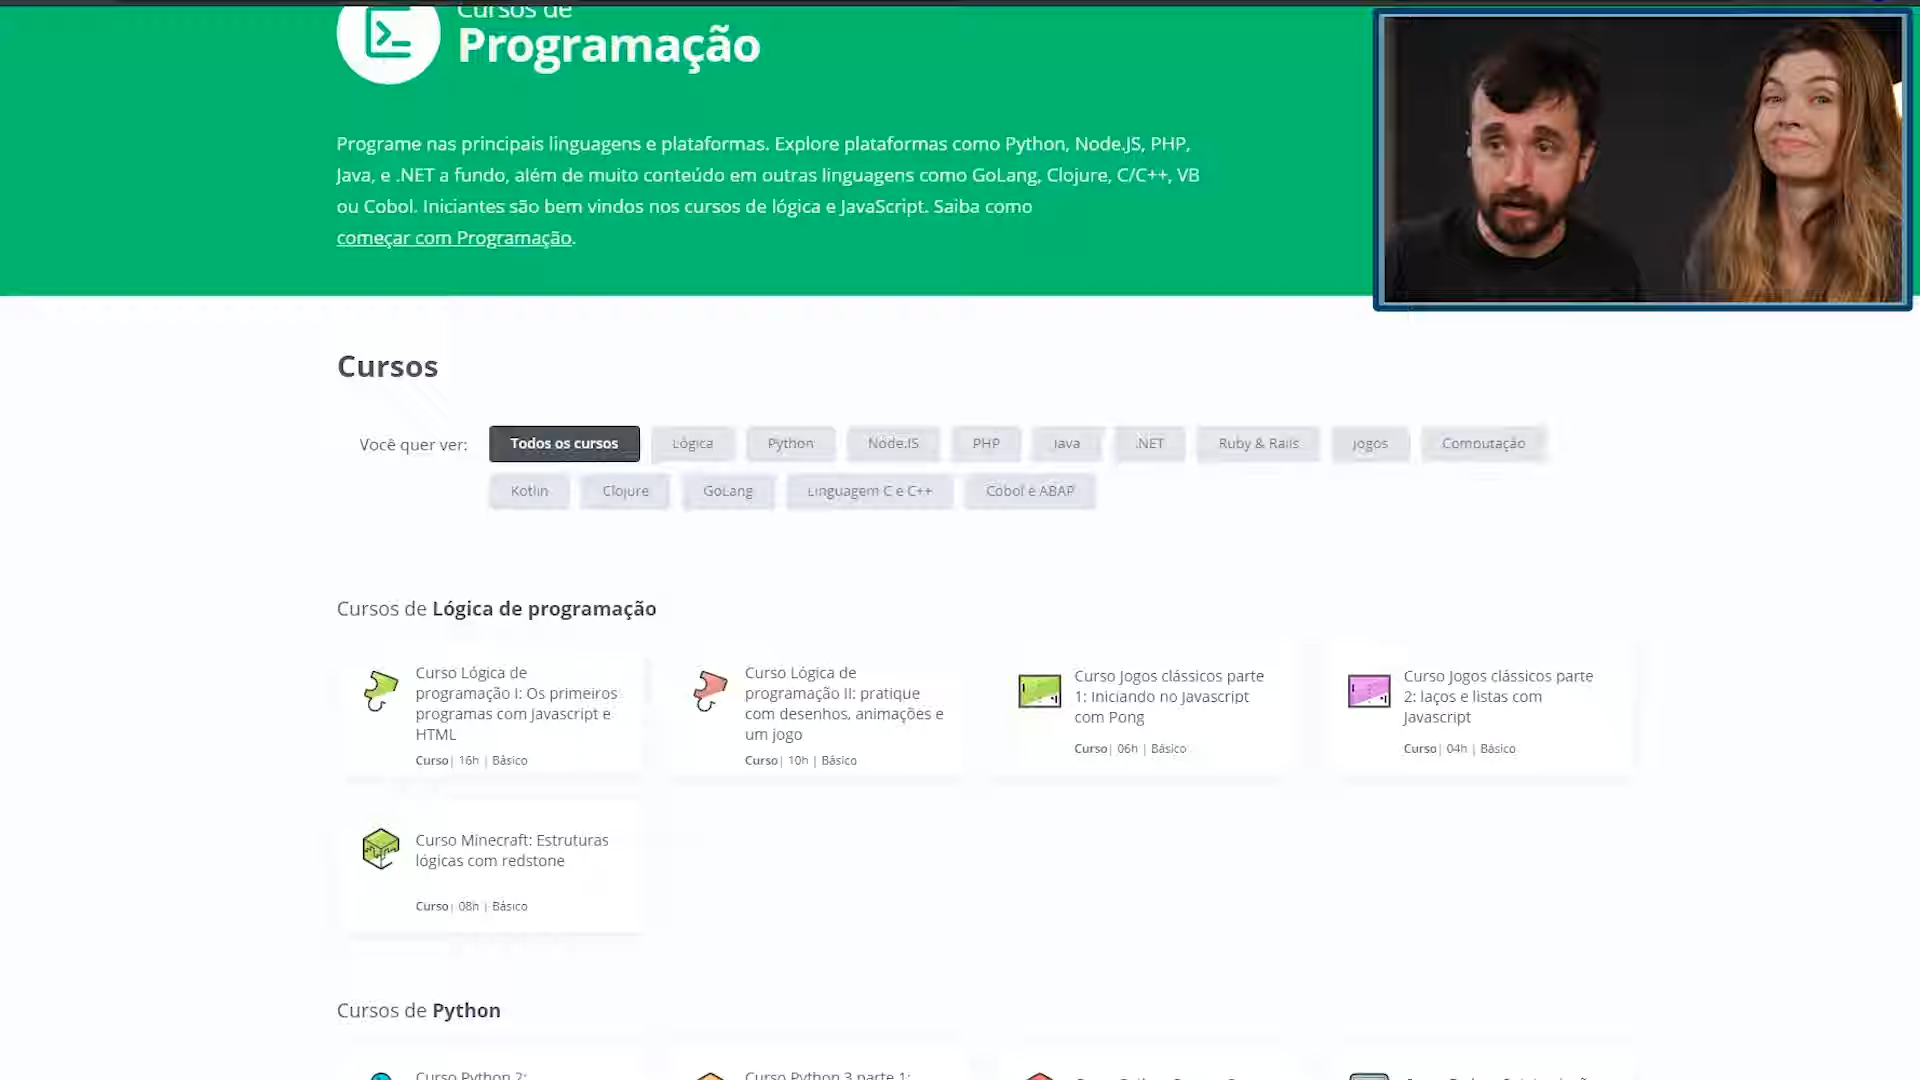 Cursos de
Programação
Programe nas principais linguagens e plataformas. Explore plataformas como Python, Node.JS, PHP,
Java, e .NET a fundo, além de muito conteúdo em outras linguagens como GoLang, Clojure, C/C++, VB
ou Cobol. Iniciantes são bem vindos nos cursos de lógica e JavaScript. Saiba como
começar com Programação.
Cursos
Você quer ver: Todos os cursos Lógica Python Node.JS PHP Java .NET Ruby & Rails Jogos Computação
Kotlin Clojure GoLang Linguagem C e C++ Cobol e ABAP
Cursos de Lógica de programação
Curso Lógica de
programação I: Os primeiros
programas com Javascript e
HTML
Curso | 16h | Básico
Curso Lógica de
programação II: pratique
com desenhos, animações e
um jogo
Curso | 10h | Básico
Curso Jogos clássicos parte
1: Iniciando no Javascript
com Pong
Curso | 06h | Básico
Curso Jogos clássicos parte
2: laços e listas com
Javascript
Curso | 04h | Básico
Curso Minecraft: Estruturas
lógicas com redstone
Curso | 08h | Básico
Cursos de Python
Curso Python 2:
Curso Python 3 parte 1: